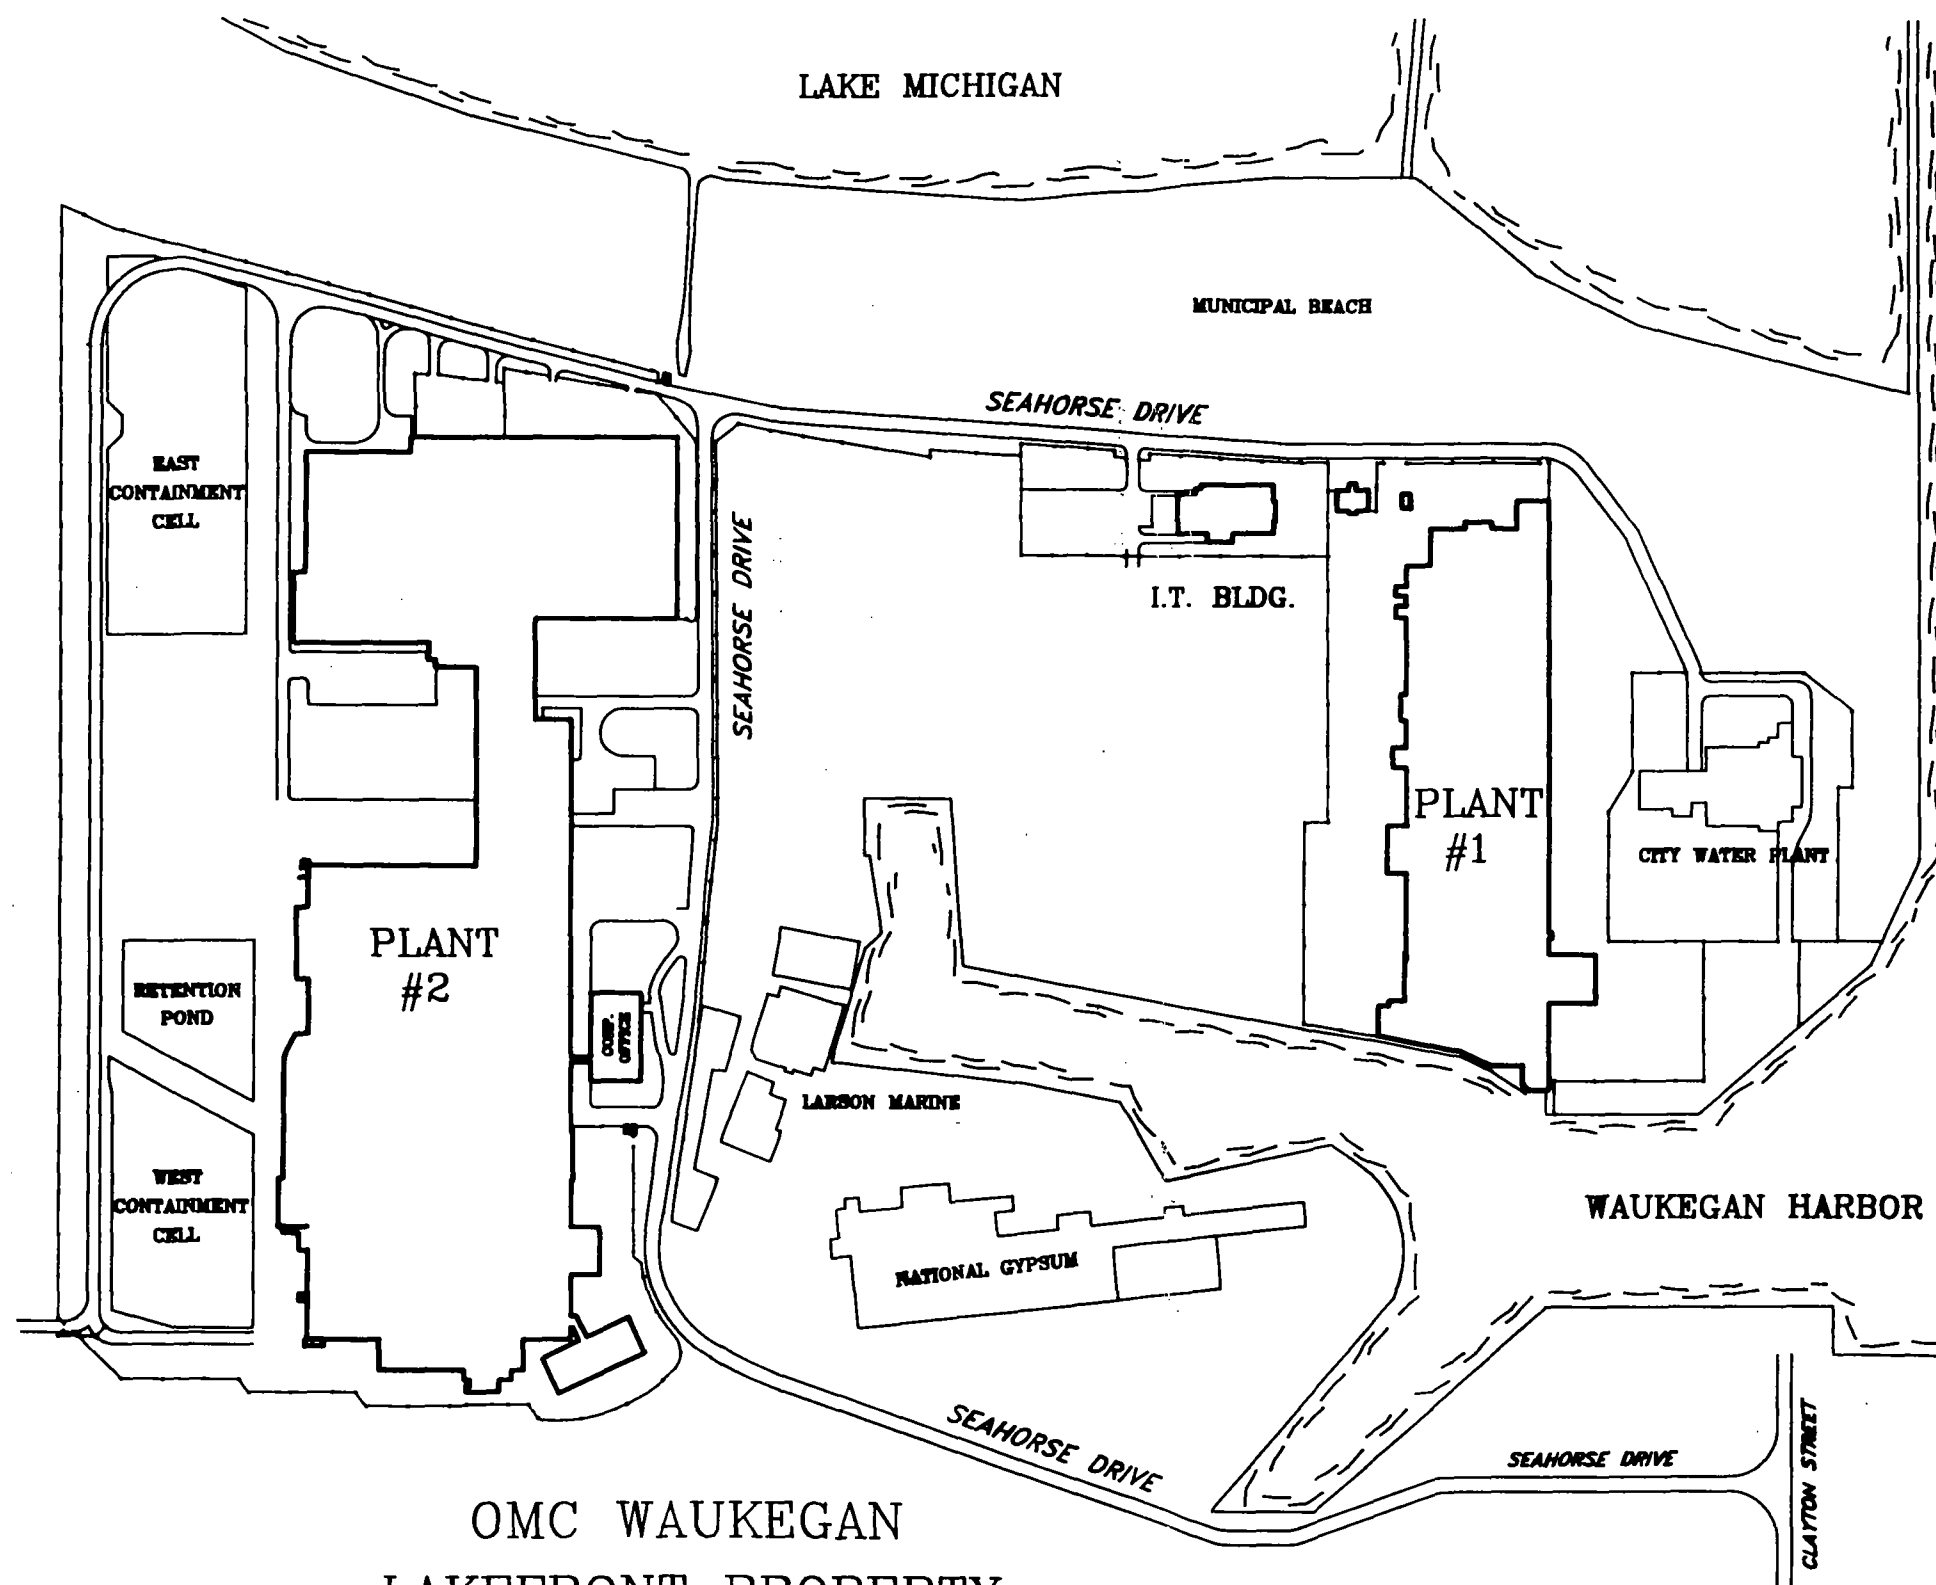 LAKE MICHIGAN
MUNICIPAL BEACH
SEAHORSE DRIVE
EAST
CONTAINMENT
CELL
SEAHORSE DRIVE
I.T. BLDG.
PLANT
#1
CITY WATER PLANT
PLANT
#2
RETENTION
POND
CORP.
OFFICE
LARSON MARINE
WEST
CONTAINMENT
CELL
WAUKEGAN HARBOR
NATIONAL GYPSUM
SEAHORSE DRIVE
SEAHORSE DRIVE
CLAYTON STREET
OMC WAUKEGAN
LAKEFRONT PROPERTY